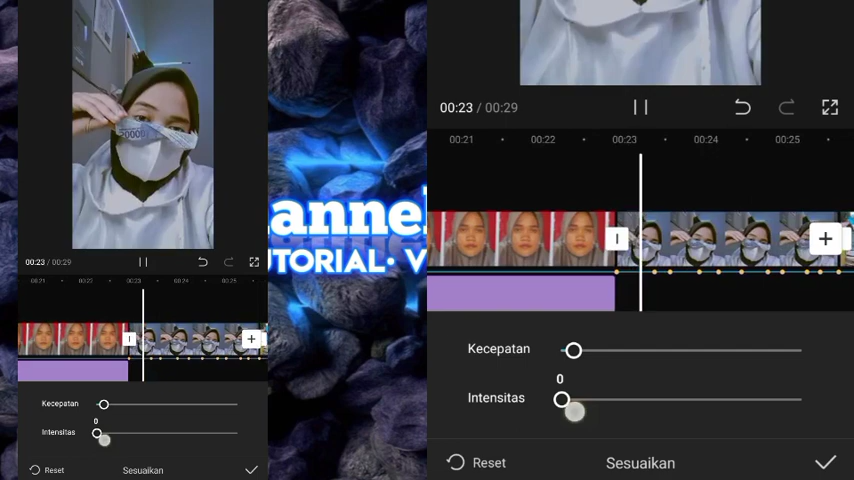 50000
00:23 / 00:29
00:21 00:22 00:23 00:24 00:25
Kecepatan
0
Intensitas
Reset Sesuaikan
annel
UTORIAL· V
00:23 / 00:29
00:21 00:22 00:23 00:24 00:25
Kecepatan
0
Intensitas
Reset Sesuaikan